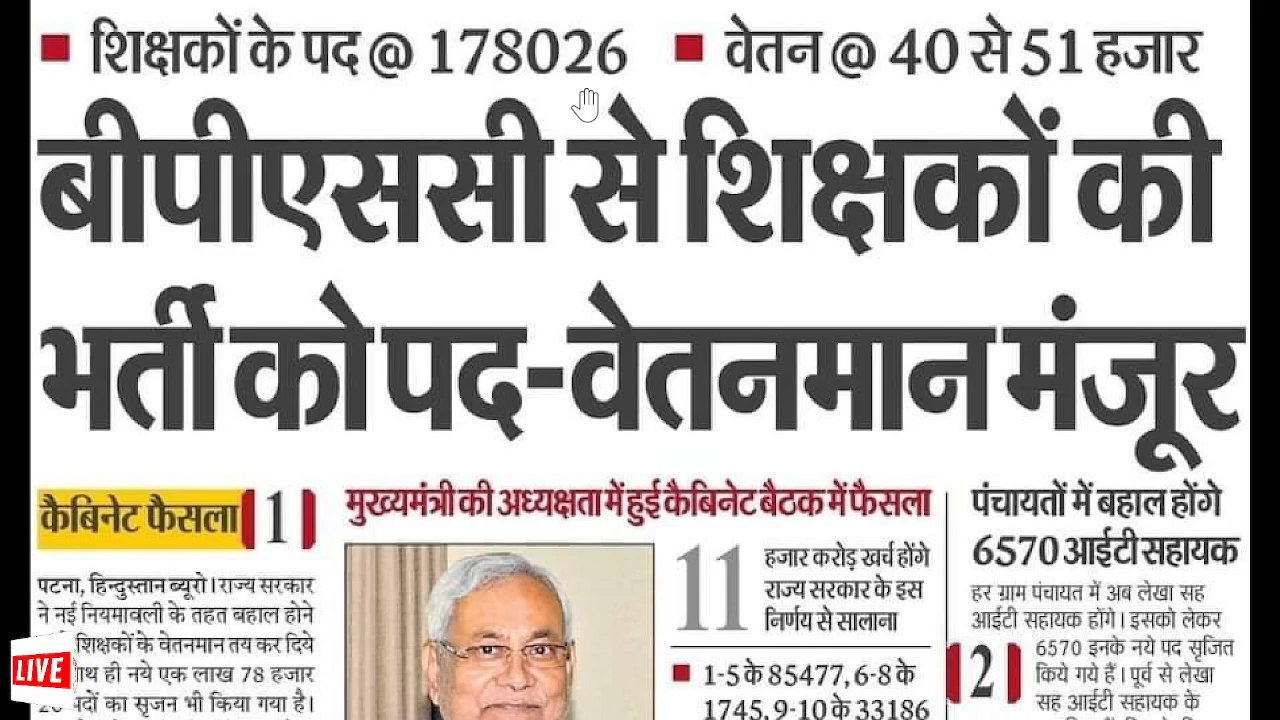 शिक्षकों के पद @ 178026
वेतन @ 40 से 51 हजार
बीपीएससी से शिक्षकों की
भर्ती को पद-वेतनमान मंजूर
कैबिनेट फैसला 1
पटना, हिन्दुस्तान ब्यूरो। राज्य सरकार
ने नई नियमावली के तहत बहाल होने
शिक्षकों के वेतनमान तय कर दिये
ही नये एक लाख 78 हजार
का सृजन भी किया गया है।
LIVE
मुख्यमंत्री की अध्यक्षता में हुई कैबिनेट बैठक में फैसला
11
हजार करोड़ खर्च होंगे
राज्य सरकार के इस
निर्णय से सालाना
1-5 के 85477, 6-8 के
1745, 9-10 के 33186
पंचायतों में बहाल होंगे
6570 आईटी सहायक
हर ग्राम पंचायत में अब लेखा सह
आईटी सहायक होंगे। इसको लेकर
6570 इनके नये पद सृजित
किये गये हैं। पूर्व से लेखा
सह आईटी सहायक के
2